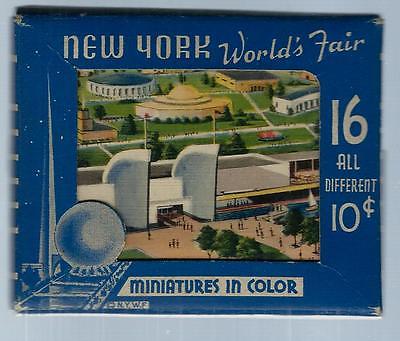 NEW YORK World's Fair
16
ALL
DIFFERENT
10¢
MINIATURES IN COLOR
© N.Y.W.F.